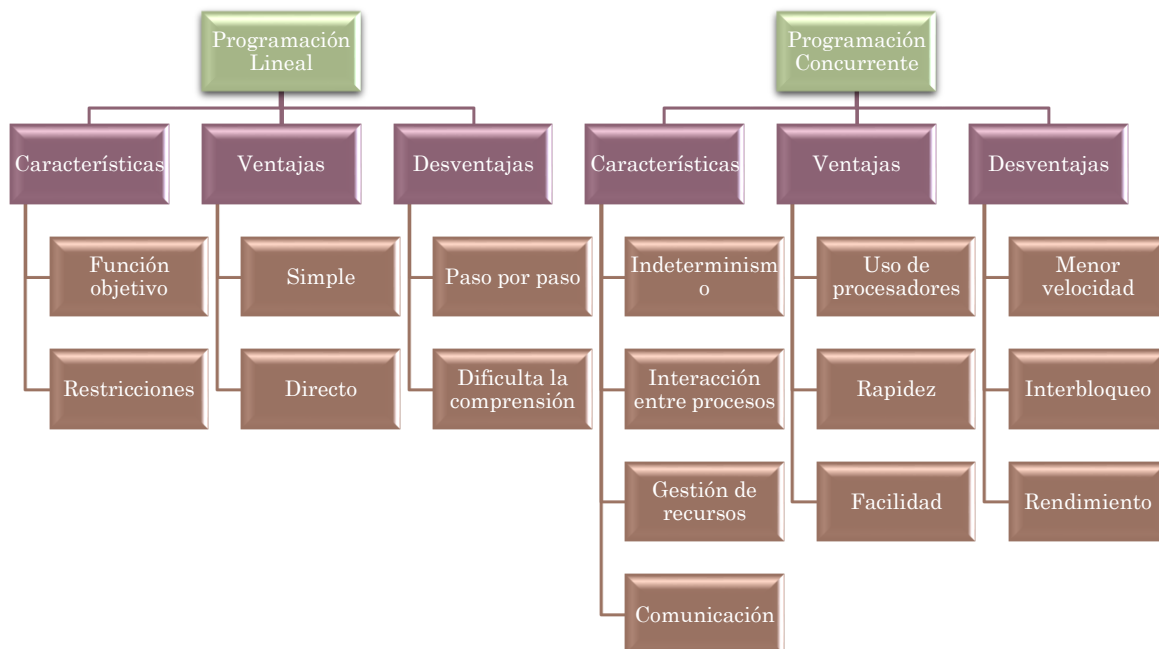 Programación
Lineal
Características
Función
objetivo
Restricciones
Ventajas
Simple
Directo
Desventajas
Paso por paso
Dificulta la
comprensión
Programación
Concurrente
Características
Indeterminism
o
Interacción
entre procesos
Gestión de
recursos
Comunicación
Ventajas
Uso de
procesadores
Rapidez
Facilidad
Desventajas
Menor
velocidad
Interbloqueo
Rendimiento